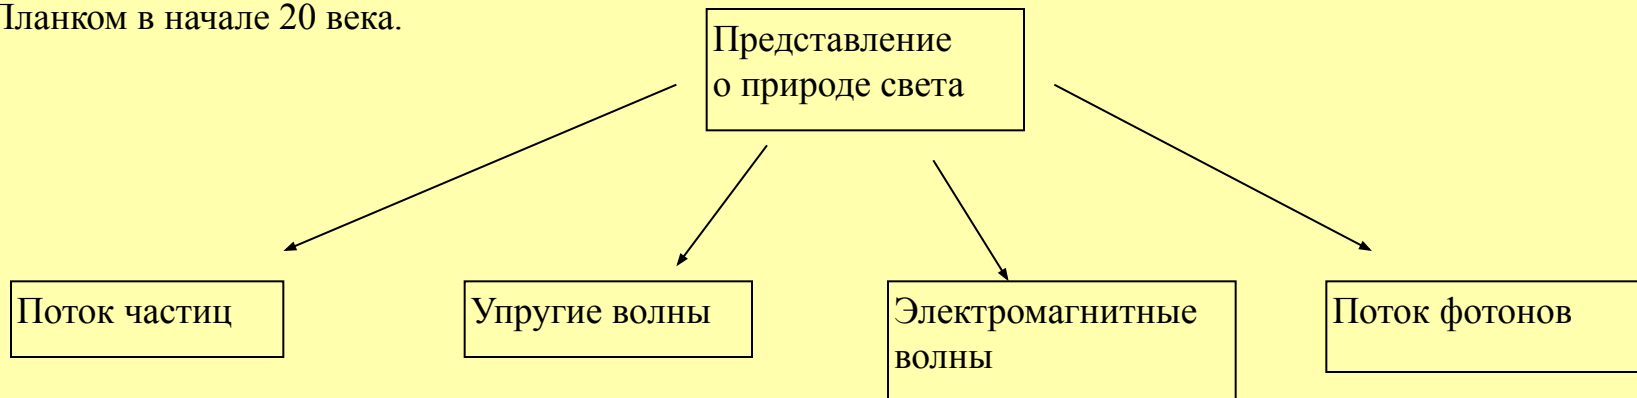 Планком в начале 20 века.
Представление
о природе света
Поток частиц
Упругие волны
Электромагнитные
волны
Поток фотонов